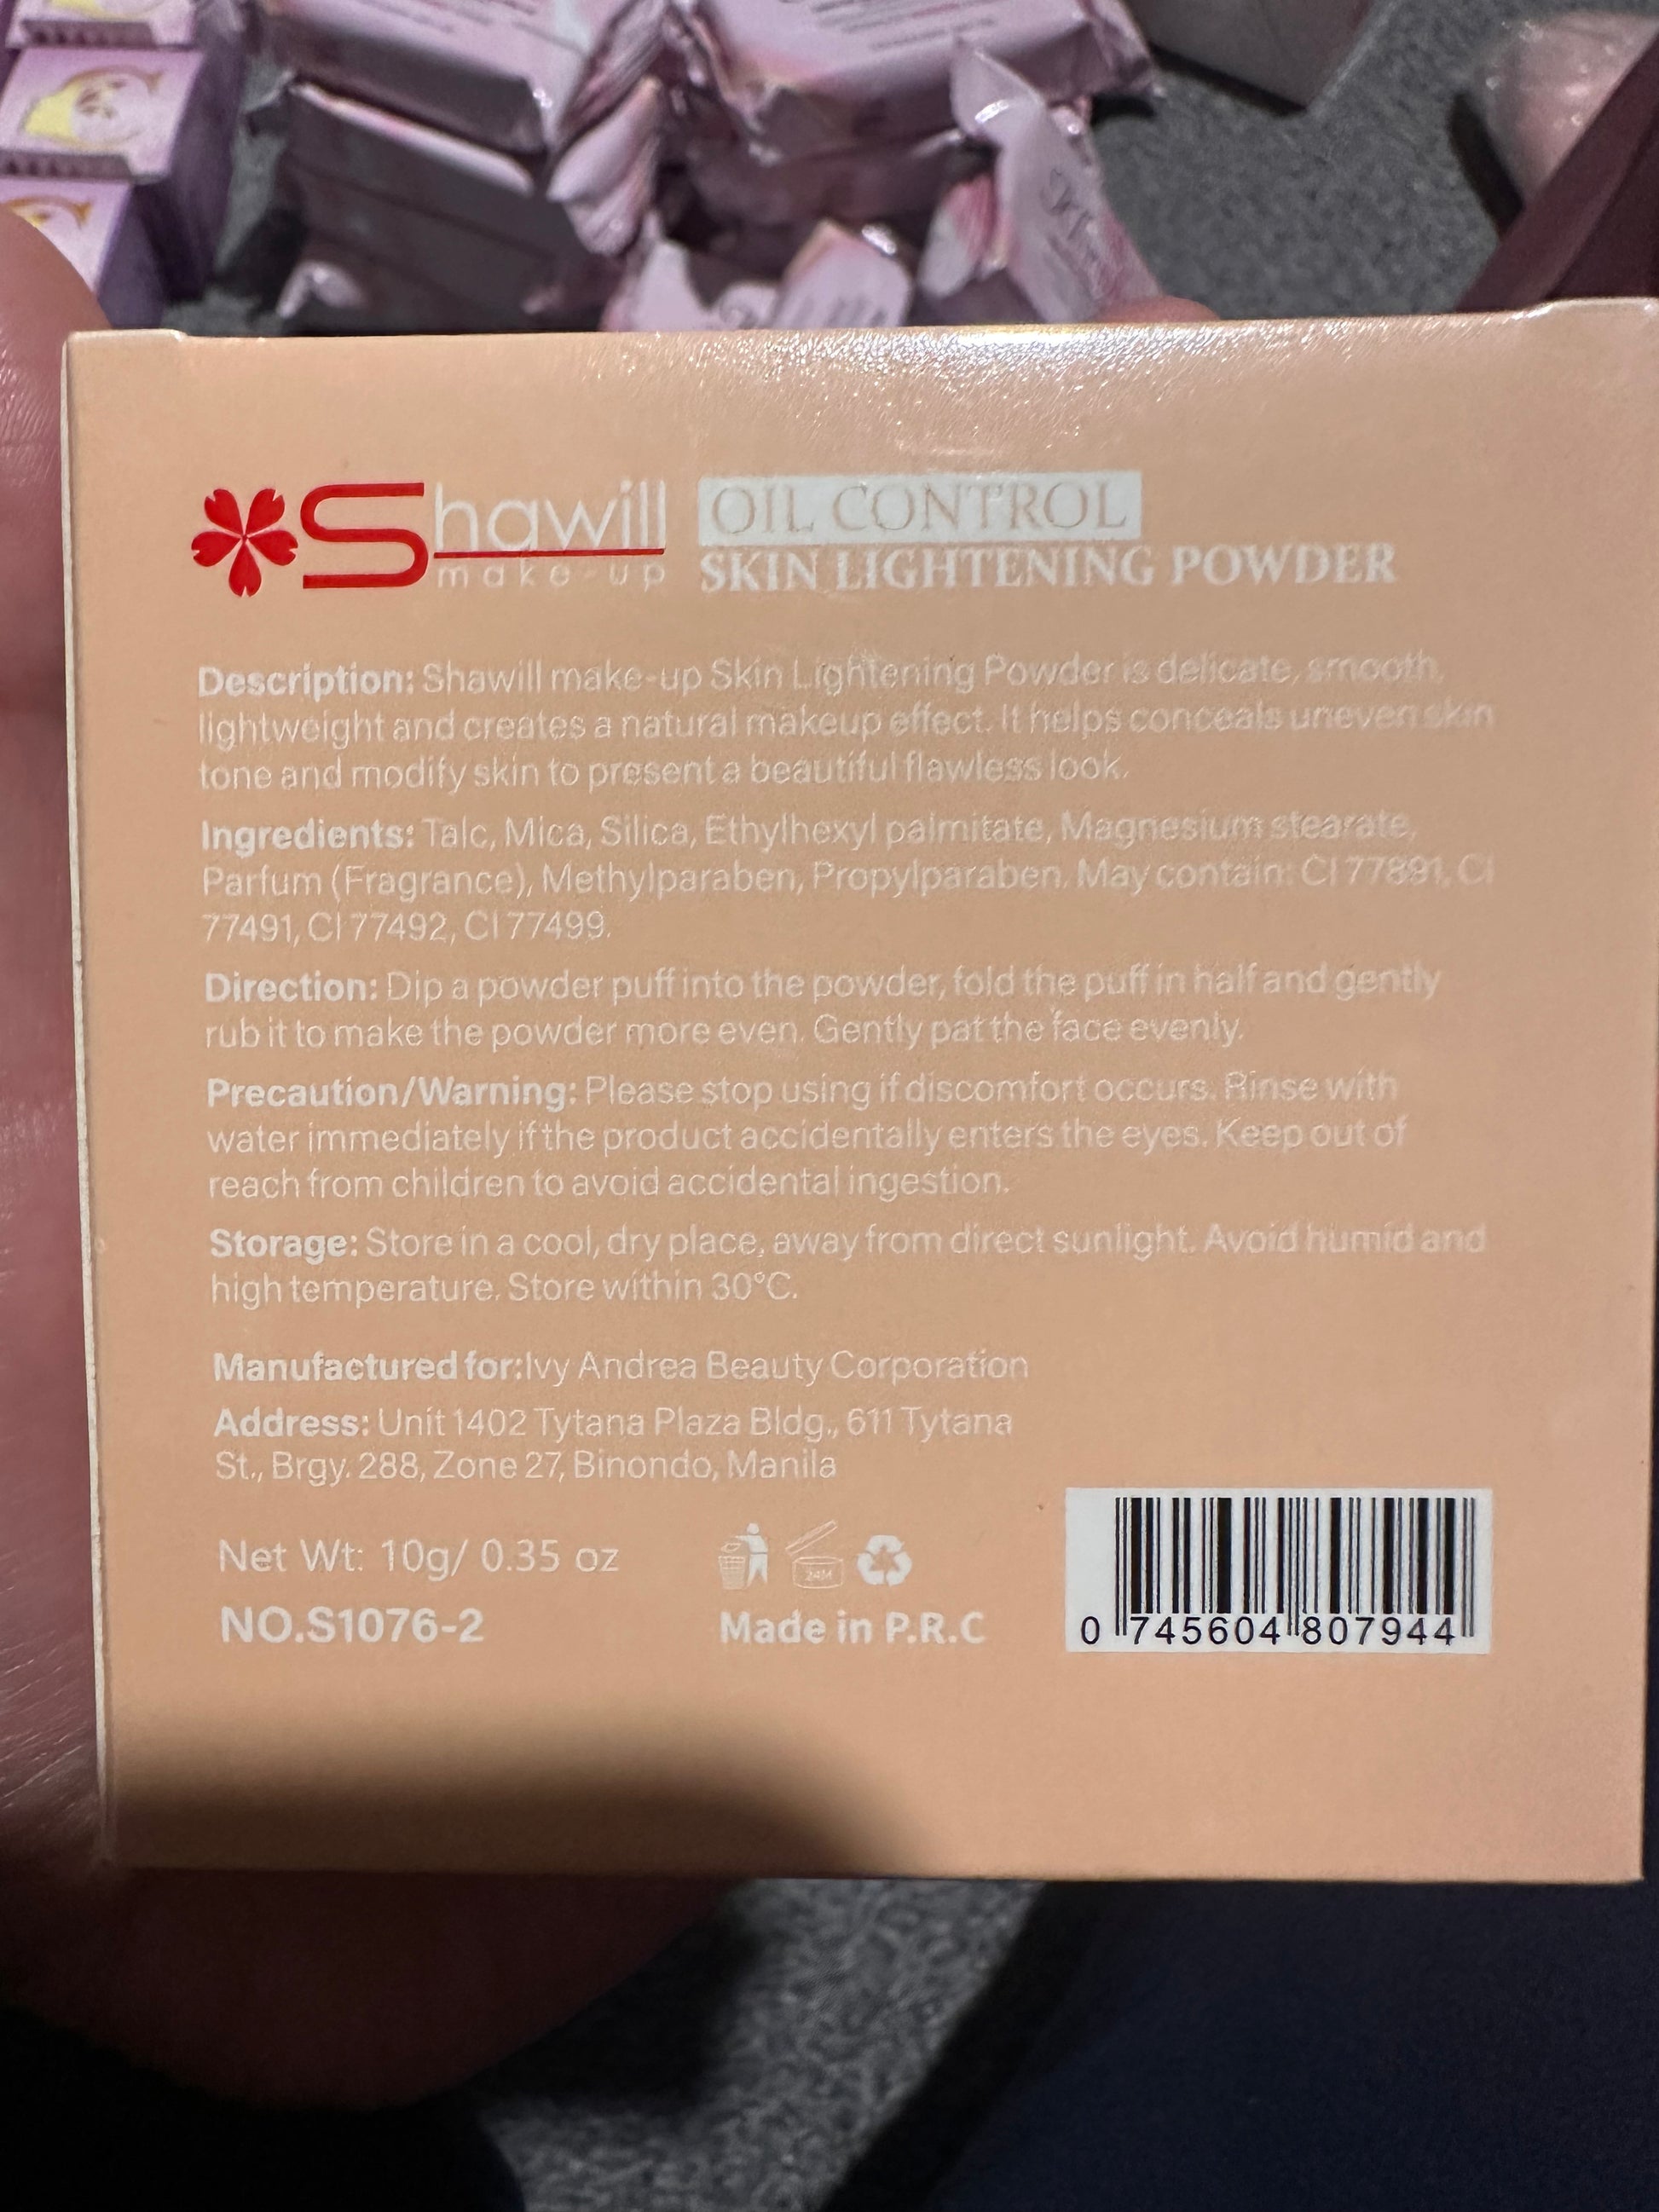 Shawill
make-up
OIL CONTROL
SKIN LIGHTENING POWDER
Description: Shawill make-up Skin Lightening Powder is delicate, smooth,
lightweight and creates a natural makeup effect. It helps conceals uneven skin
tone and modify skin to present a beautiful flawless look.
Ingredients: Talc, Mica, Silica, Ethylhexyl palmitate, Magnesium stearate,
Parfum (Fragrance), Methylparaben, Propylparaben. May contain: CI 77891, CI
77491, CI 77492, CI 77499.
Direction: Dip a powder puff into the powder, fold the puff in half and gently
rub it to make the powder more even. Gently pat the face evenly.
Precaution/Warning: Please stop using if discomfort occurs. Rinse with
water immediately if the product accidentally enters the eyes. Keep out of
reach from children to avoid accidental ingestion.
Storage: Store in a cool, dry place, away from direct sunlight. Avoid humid and
high temperature. Store within 30°C.
Manufactured for:Ivy Andrea Beauty Corporation
Address: Unit 1402 Tytana Plaza Bldg., 611 Tytana
St., Brgy. 288, Zone 27, Binondo, Manila
Net Wt: 10g/ 0.35 oz
24M
NO.S1076-2
Made in P.R.C
0 745604 807944